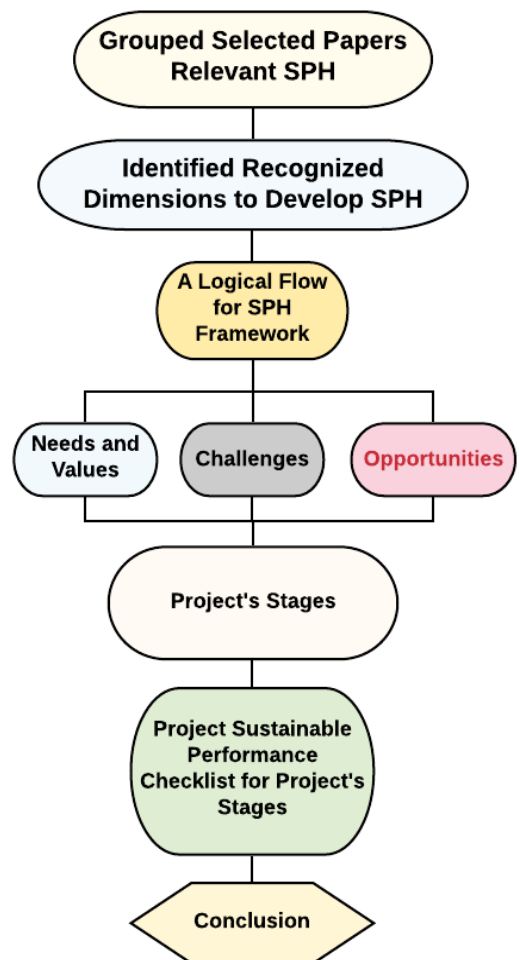 Grouped Selected Papers
Relevant SPH
Identified Recognized
Dimensions to Develop SPH
A Logical Flow
for SPH
Framework
Needs and
Values
Challenges
Opportunities
Project's Stages
Project Sustainable
Performance
Checklist for Project's
Stages
Conclusion